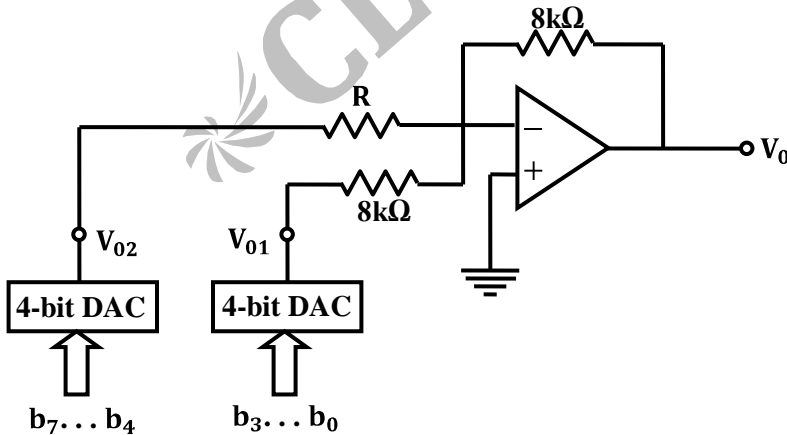 8kΩ
R
−
V₀
+
8kΩ
V₀₂
V₀₁
4-bit DAC
4-bit DAC
b₇… b₄
b₃… b₀